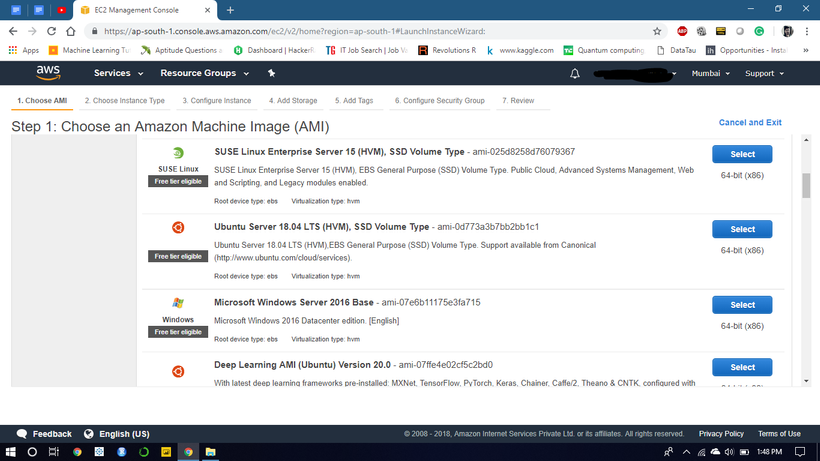 EC2 Management Console
https://ap-south-1.console.aws.amazon.com/ec2/v2/home?region=ap-south-1#LaunchInstanceWizard:
Apps Machine Learning Tu Aptitude Questions a Dashboard | HackerR IT Job Search | Job Va Revolutions R www.kaggle.com Quantum computing DataTau Opportunities - Insta
aws Services Resource Groups Mumbai Support
1. Choose AMI 2. Choose Instance Type 3. Configure Instance 4. Add Storage 5. Add Tags 6. Configure Security Group 7. Review
Step 1: Choose an Amazon Machine Image (AMI) Cancel and Exit
SUSE Linux Enterprise Server 15 (HVM), SSD Volume Type - ami-025d8258d76079367 Select
SUSE Linux
Free tier eligible
SUSE Linux Enterprise Server 15 (HVM), EBS General Purpose (SSD) Volume Type. Public Cloud, Advanced Systems Management, Web
and Scripting, and Legacy modules enabled.
64-bit (x86)
Root device type: ebs Virtualization type: hvm
Ubuntu Server 18.04 LTS (HVM), SSD Volume Type - ami-0d773a3b7bb2bb1c1 Select
Free tier eligible
Ubuntu Server 18.04 LTS (HVM),EBS General Purpose (SSD) Volume Type. Support available from Canonical
(http://www.ubuntu.com/cloud/services).
64-bit (x86)
Root device type: ebs Virtualization type: hvm
Microsoft Windows Server 2016 Base - ami-07e6b11175e3fa715 Select
Windows
Free tier eligible
Microsoft Windows 2016 Datacenter edition. [English]
64-bit (x86)
Root device type: ebs Virtualization type: hvm
Deep Learning AMI (Ubuntu) Version 20.0 - ami-07ffe4e02cf5c2bd0 Select
With latest deep learning frameworks pre-installed: MXNet, TensorFlow, PyTorch, Keras, Chainer, Caffe/2, Theano & CNTK, configured with
Feedback English (US) © 2008 - 2018, Amazon Internet Services Private Ltd. or its affiliates. All rights reserved. Privacy Policy Terms of Use
1:48 PM